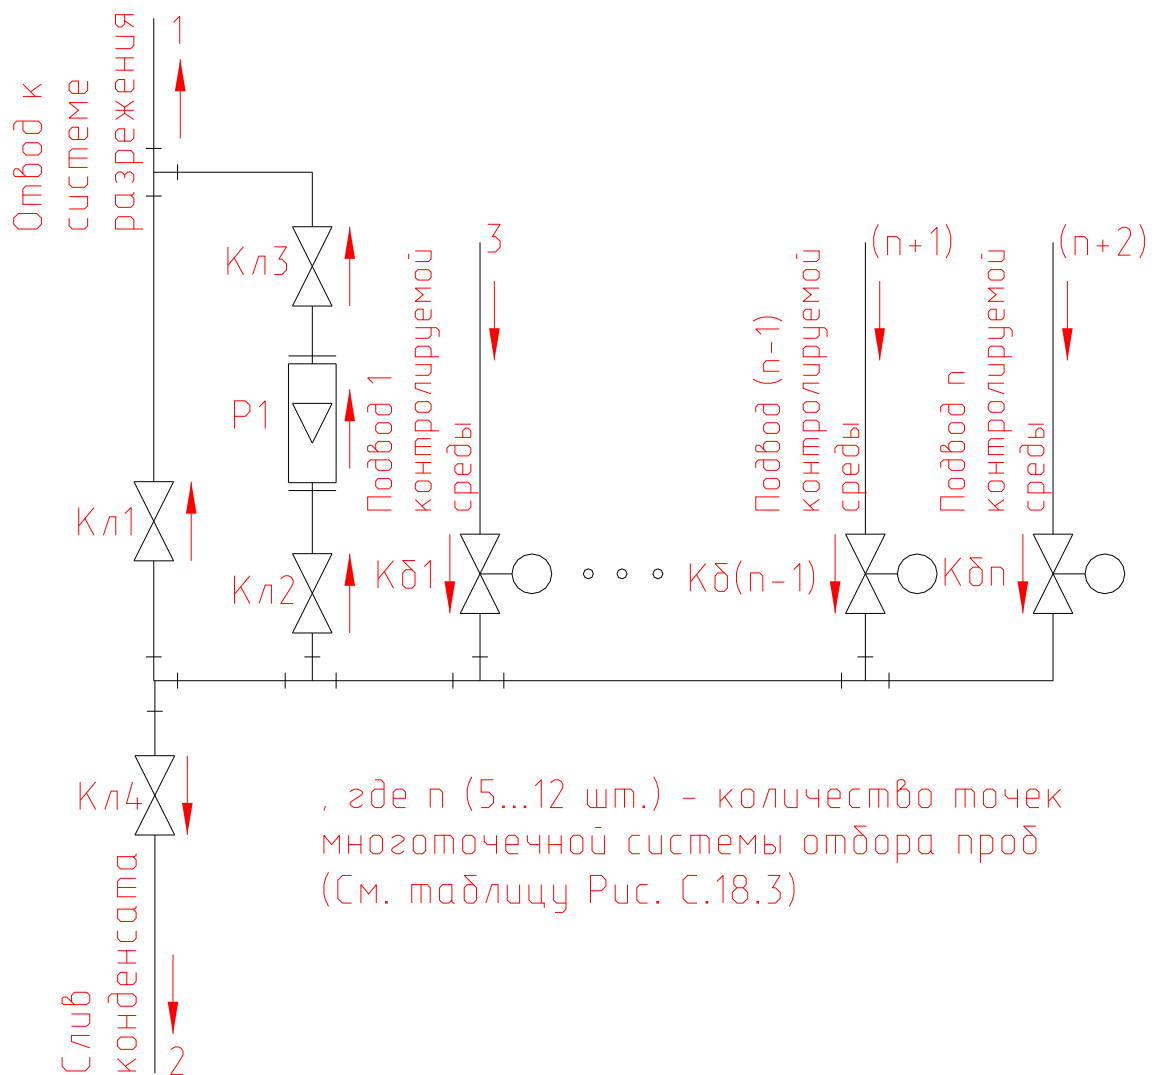 1
Отвод к
системе
разрежения
Кл3
3
(n+1)
(n+2)
Р1
Подвод 1
контролируемой
среды
Подвод (n-1)
контролируемой
среды
Подвод n
контролируемой
среды
Кл1
Кл2
Кб1
Кб(n-1)
Кбn
Кл4
, где n (5...12 шт.) - количество точек
многоточечной системы отбора проб
(См. таблицу Рис. С.18.3)
Слив
конденсата
2